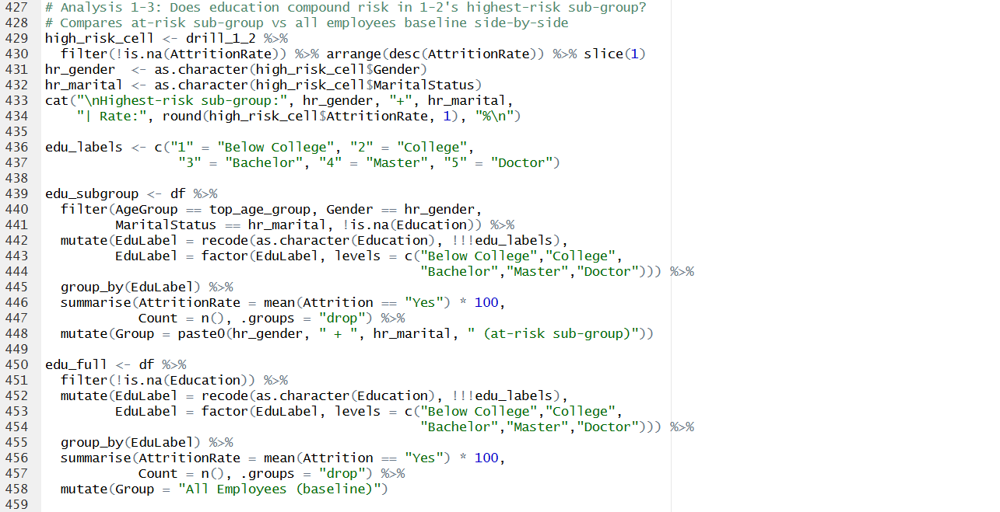 427 # Analysis 1-3: Does education compound risk in 1-2's highest-risk sub-group?
428 # Compares at-risk sub-group vs all employees baseline side-by-side
429 high_risk_cell <- drill_1_2 %>%
430   filter(!is.na(AttritionRate)) %>% arrange(desc(AttritionRate)) %>% slice(1)
431 hr_gender  <- as.character(high_risk_cell$Gender)
432 hr_marital <- as.character(high_risk_cell$MaritalStatus)
433 cat("\nHighest-risk sub-group:", hr_gender, "+", hr_marital,
434     "| Rate:", round(high_risk_cell$AttritionRate, 1), "%\n")
435
436 edu_labels <- c("1" = "Below College", "2" = "College",
437                 "3" = "Bachelor", "4" = "Master", "5" = "Doctor")
438
439 edu_subgroup <- df %>%
440   filter(AgeGroup == top_age_group, Gender == hr_gender,
441          MaritalStatus == hr_marital, !is.na(Education)) %>%
442   mutate(EduLabel = recode(as.character(Education), !!!edu_labels),
443          EduLabel = factor(EduLabel, levels = c("Below College","College",
444                                                 "Bachelor","Master","Doctor"))) %>%
445   group_by(EduLabel) %>%
446   summarise(AttritionRate = mean(Attrition == "Yes") * 100,
447             Count = n(), .groups = "drop") %>%
448   mutate(Group = paste0(hr_gender, " + ", hr_marital, " (at-risk sub-group)"))
449
450 edu_full <- df %>%
451   filter(!is.na(Education)) %>%
452   mutate(EduLabel = recode(as.character(Education), !!!edu_labels),
453          EduLabel = factor(EduLabel, levels = c("Below College","College",
454                                                 "Bachelor","Master","Doctor"))) %>%
455   group_by(EduLabel) %>%
456   summarise(AttritionRate = mean(Attrition == "Yes") * 100,
457             Count = n(), .groups = "drop") %>%
458   mutate(Group = "All Employees (baseline)")
459